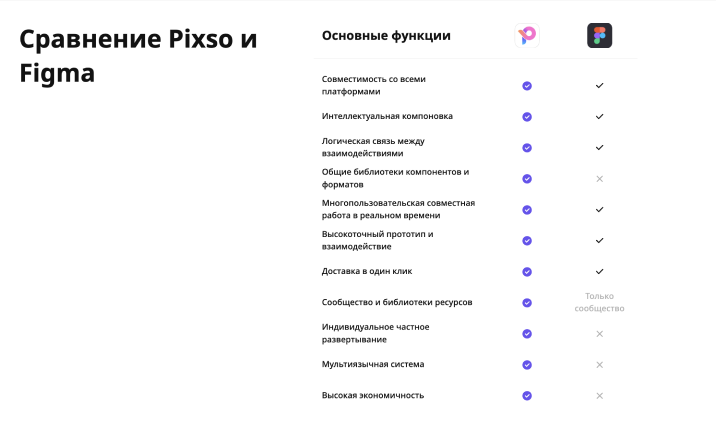 Сравнение Pixso и
Figma
Основные функции
Совместимость со всеми
платформами
Интеллектуальная компоновка
Логическая связь между
взаимодействиями
Общие библиотеки компонентов и
форматов
Многопользовательская совместная
работа в реальном времени
Высокоточный прототип и
взаимодействие
Доставка в один клик
Сообщество и библиотеки ресурсов
Только
сообщество
Индивидуальное частное
развертывание
Мультиязычная система
Высокая экономичность